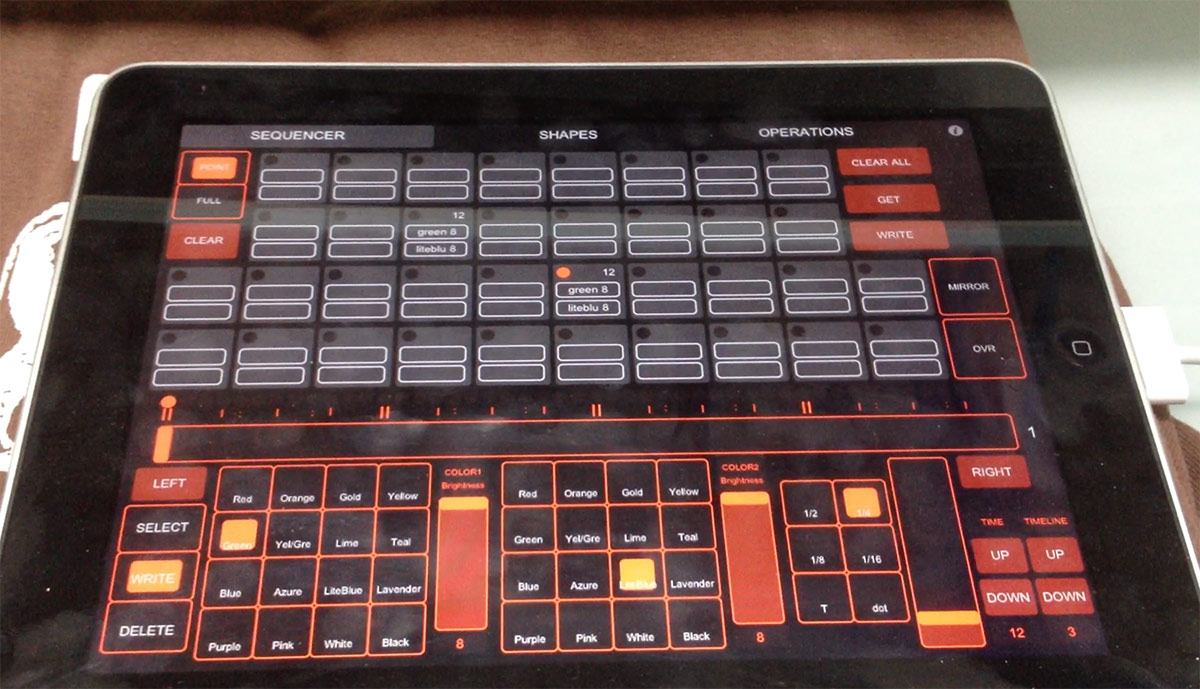 SEQUENCER SHAPES OPERATIONS
POINT
CLEAR ALL
FULL
GET
CLEAR
12
green 8
liteblu 8
WRITE
12
green 8
liteblu 8
MIRROR
OVR
1
LEFT
RIGHT
SELECT
WRITE
DELETE
Red Orange Gold Yellow
Green Yel/Gre Lime Teal
Blue Azure LiteBlue Lavender
Purple Pink White Black
COLOR1
Brightness
8
Red Orange Gold Yellow
Green Yel/Gre Lime Teal
Blue Azure LiteBlue Lavender
Purple Pink White Black
COLOR2
Brightness
8
1/2 1/4
1/8 1/16
T dot
TIME TIMELINE
UP UP
DOWN DOWN
12 3